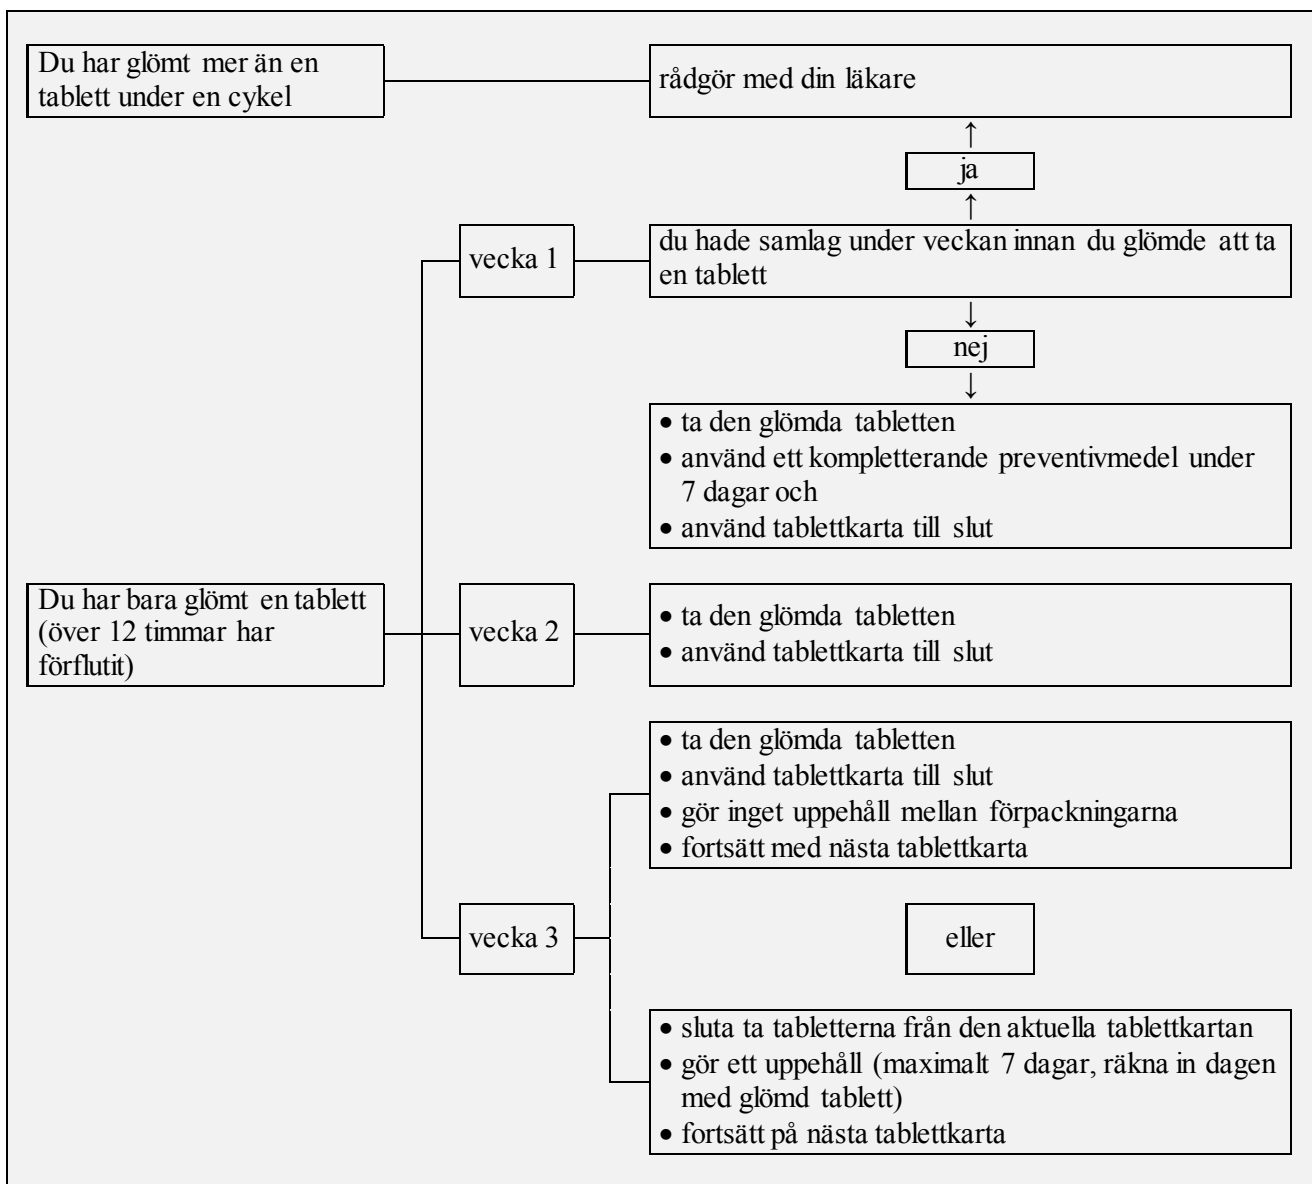 Du har glömt mer än en
tablett under en cykel
rådgör med din läkare
↑
ja
↑
vecka 1
du hade samlag under veckan innan du glömde att ta
en tablett
↓
nej
↓
• ta den glömda tabletten
• använd ett kompletterande preventivmedel under
7 dagar och
• använd tablettkarta till slut
Du har bara glömt en tablett
(över 12 timmar har
förflutit)
vecka 2
• ta den glömda tabletten
• använd tablettkarta till slut
vecka 3
• ta den glömda tabletten
• använd tablettkarta till slut
• gör inget uppehåll mellan förpackningarna
• fortsätt med nästa tablettkarta
eller
• sluta ta tabletterna från den aktuella tablettkartan
• gör ett uppehåll (maximalt 7 dagar, räkna in dagen
med glömd tablett)
• fortsätt på nästa tablettkarta